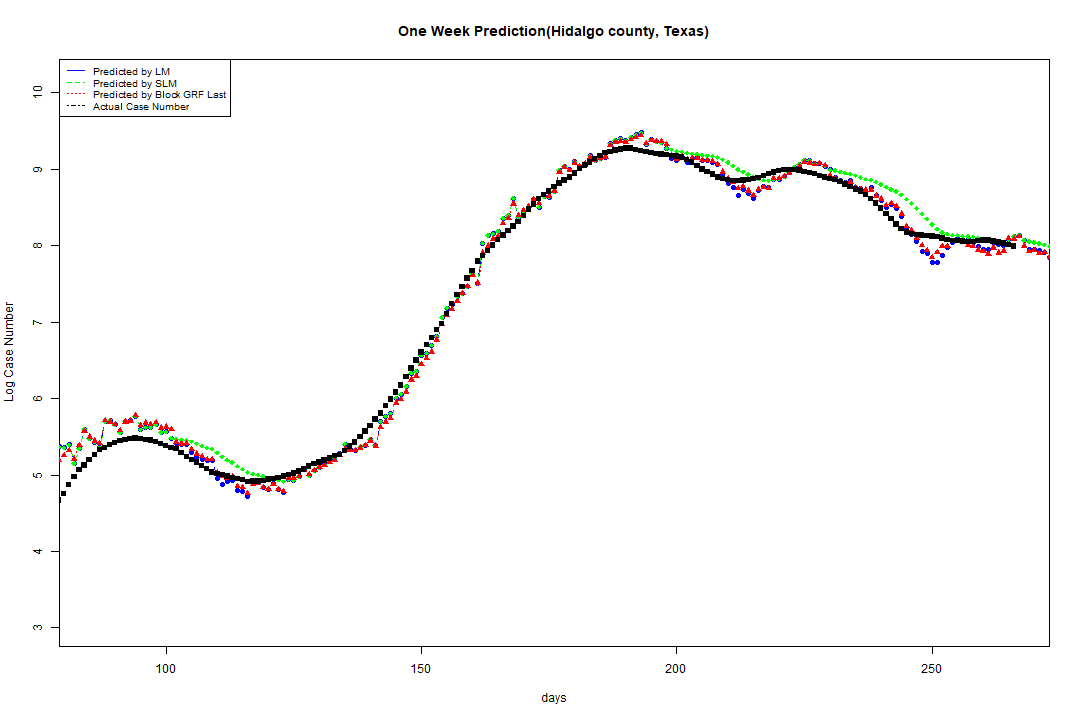 One Week Prediction(Hidalgo county, Texas)
Predicted by LM
Predicted by SLM
Predicted by Block GRF Last
Actual Case Number
10
9
8
7
6
5
4
3
Log Case Number
100 150 200 250
days